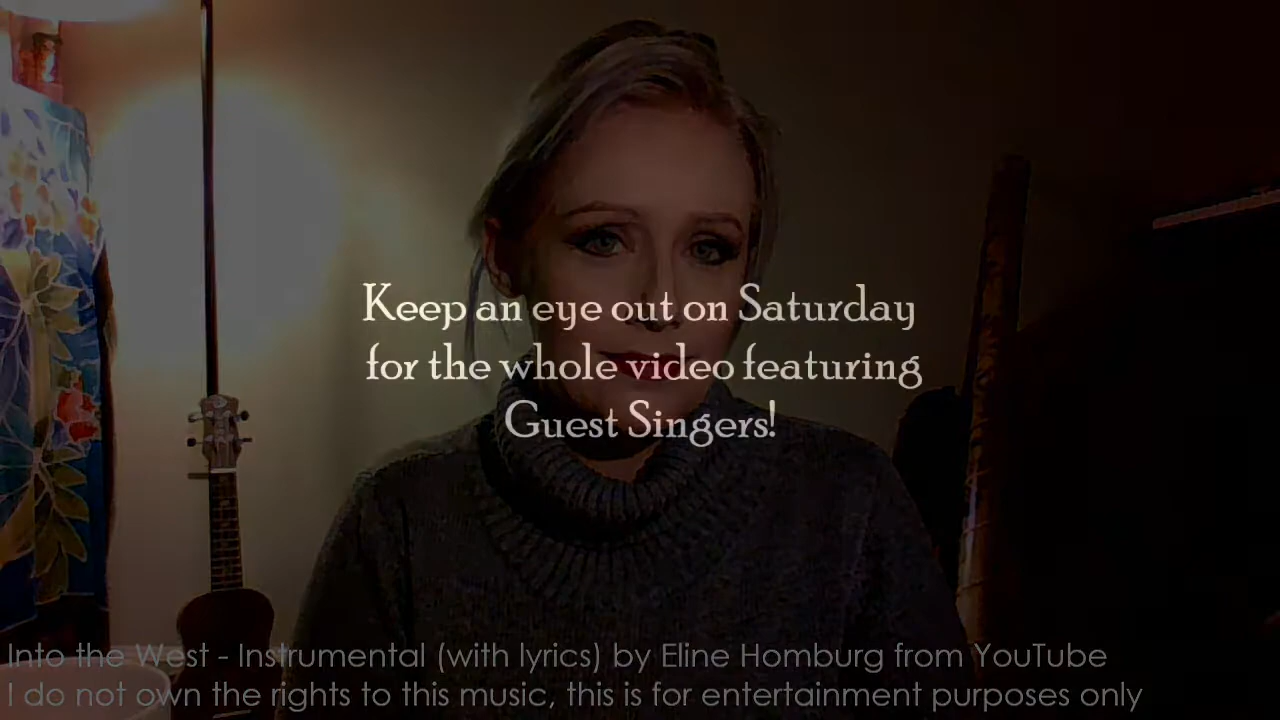 Keep an eye out on Saturday
for the whole video featuring
Guest Singers!
Into the West - Instrumental (with lyrics) by Eline Homburg from YouTube
I do not own the rights to this music, this is for entertainment purposes only